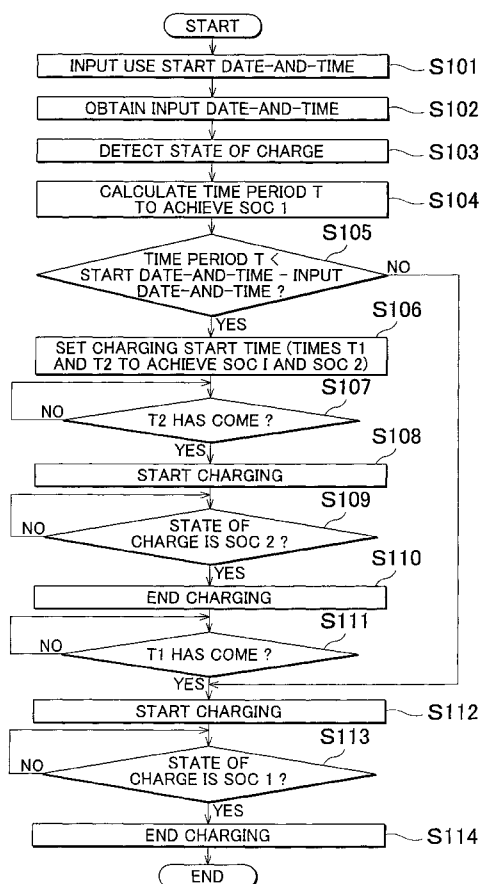 START
INPUT USE START DATE-AND-TIME
S101
OBTAIN INPUT DATE-AND-TIME
S102
DETECT STATE OF CHARGE
S103
CALCULATE TIME PERIOD T
TO ACHIEVE SOC 1
S104
S105
TIME PERIOD T <
START DATE-AND-TIME - INPUT
DATE-AND-TIME ?
NO
YES
S106
SET CHARGING START TIME (TIMES T1
AND T2 TO ACHIEVE SOC I AND SOC 2)
S107
NO
T2 HAS COME ?
YES
S108
START CHARGING
S109
NO
STATE OF
CHARGE IS SOC 2 ?
YES
S110
END CHARGING
S111
NO
T1 HAS COME ?
YES
START CHARGING
S112
S113
NO
STATE OF
CHARGE IS SOC 1 ?
YES
END CHARGING
S114
END